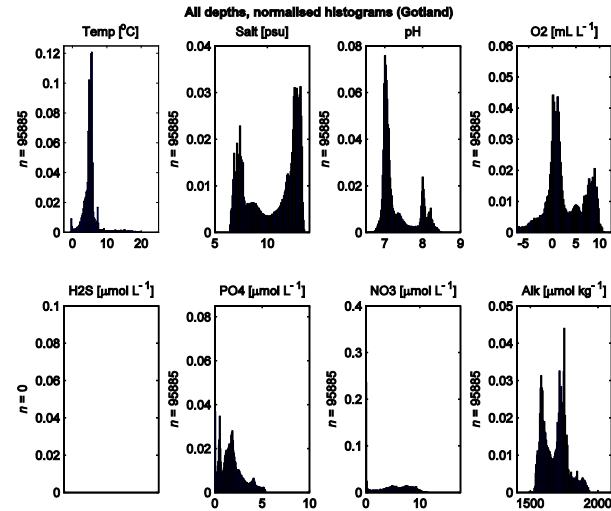 All depths, normalised histograms (Gotland)
Temp [⁰C]
Salt [psu]
pH
O2 [mL L⁻¹]
0.12
0.1
0.08
0.06
0.04
0.02
0
n = 95885
0 10 20
0.04
0.03
0.02
0.01
0
n = 95885
5 10
0.08
0.06
0.04
0.02
0
n = 95885
7 8 9
0.06
0.05
0.04
0.03
0.02
0.01
0
n = 95885
-5 0 5 10
H2S [μmol L⁻¹]
PO4 [μmol L⁻¹]
NO3 [μmol L⁻¹]
Alk [μmol kg⁻¹]
0.1
0.08
0.06
0.04
0.02
0
n = 0
0.08
0.06
0.04
0.02
0
n = 95885
0 5 10
0.4
0.3
0.2
0.1
0
n = 95885
0 10
0.05
0.04
0.03
0.02
0.01
0
n = 95885
1500 2000